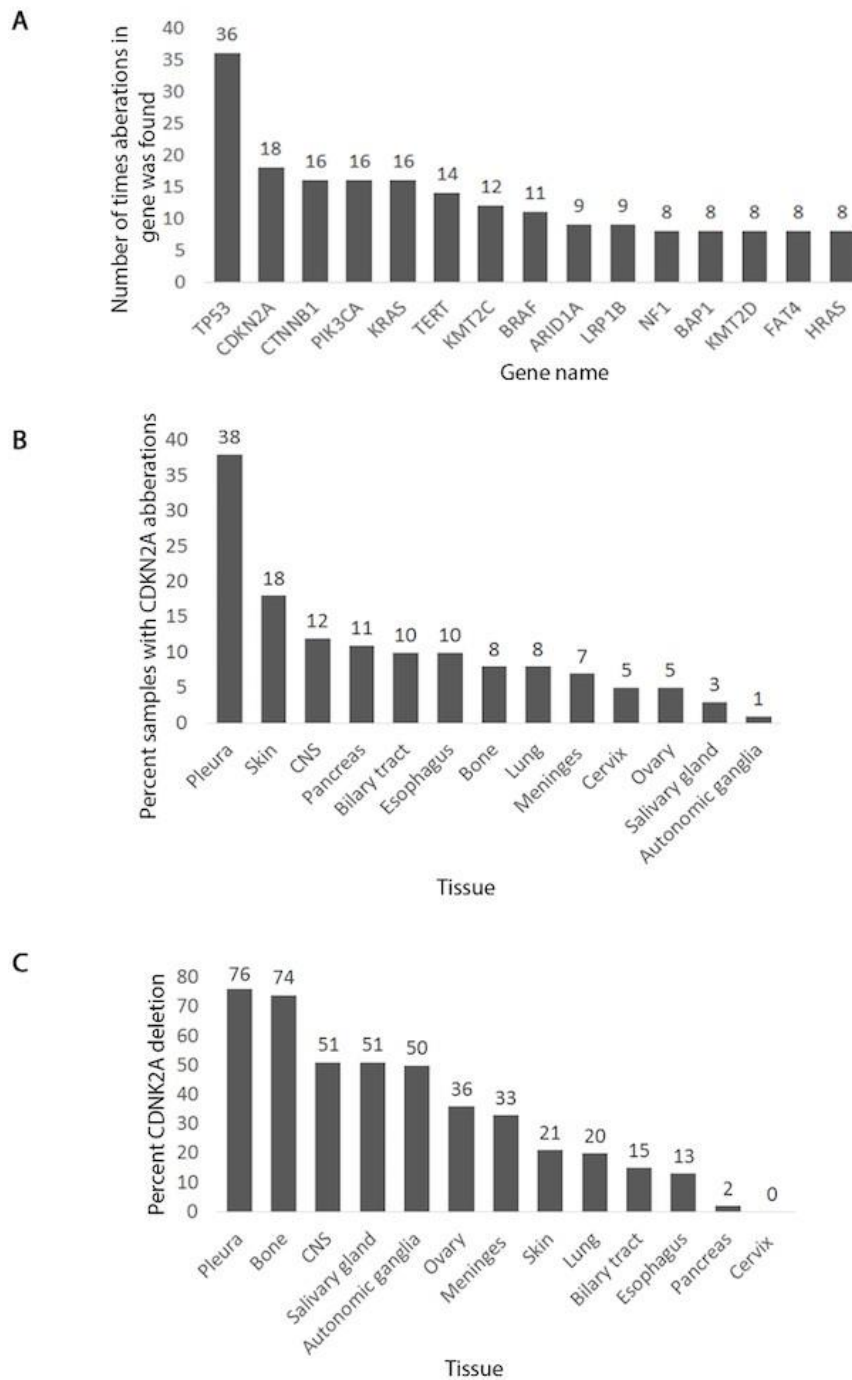 A
Number of times aberations in
gene was found
40
35
30
25
20
15
10
5
0
36
18
16
16
16
14
12
11
9
9
8
8
8
8
8
TP53
CDKN2A
CTNNB1
PIK3CA
KRAS
TERT
KMT2C
BRAF
ARID1A
LRP1B
NF1
BAP1
KMT2D
FAT4
HRAS
Gene name
B
Percent samples with CDKN2A abberations
40
35
30
25
20
15
10
5
0
38
18
12
11
10
10
8
8
7
5
5
3
1
Pleura
Skin
CNS
Pancreas
Bilary tract
Esophagus
Bone
Lung
Meninges
Cervix
Ovary
Salivary gland
Autonomic ganglia
Tissue
C
Percent CDNK2A deletion
80
70
60
50
40
30
20
10
0
76
74
51
51
50
36
33
21
20
15
13
2
0
Pleura
Bone
CNS
Salivary gland
Autonomic ganglia
Ovary
Meninges
Skin
Lung
Bilary tract
Esophagus
Pancreas
Cervix
Tissue